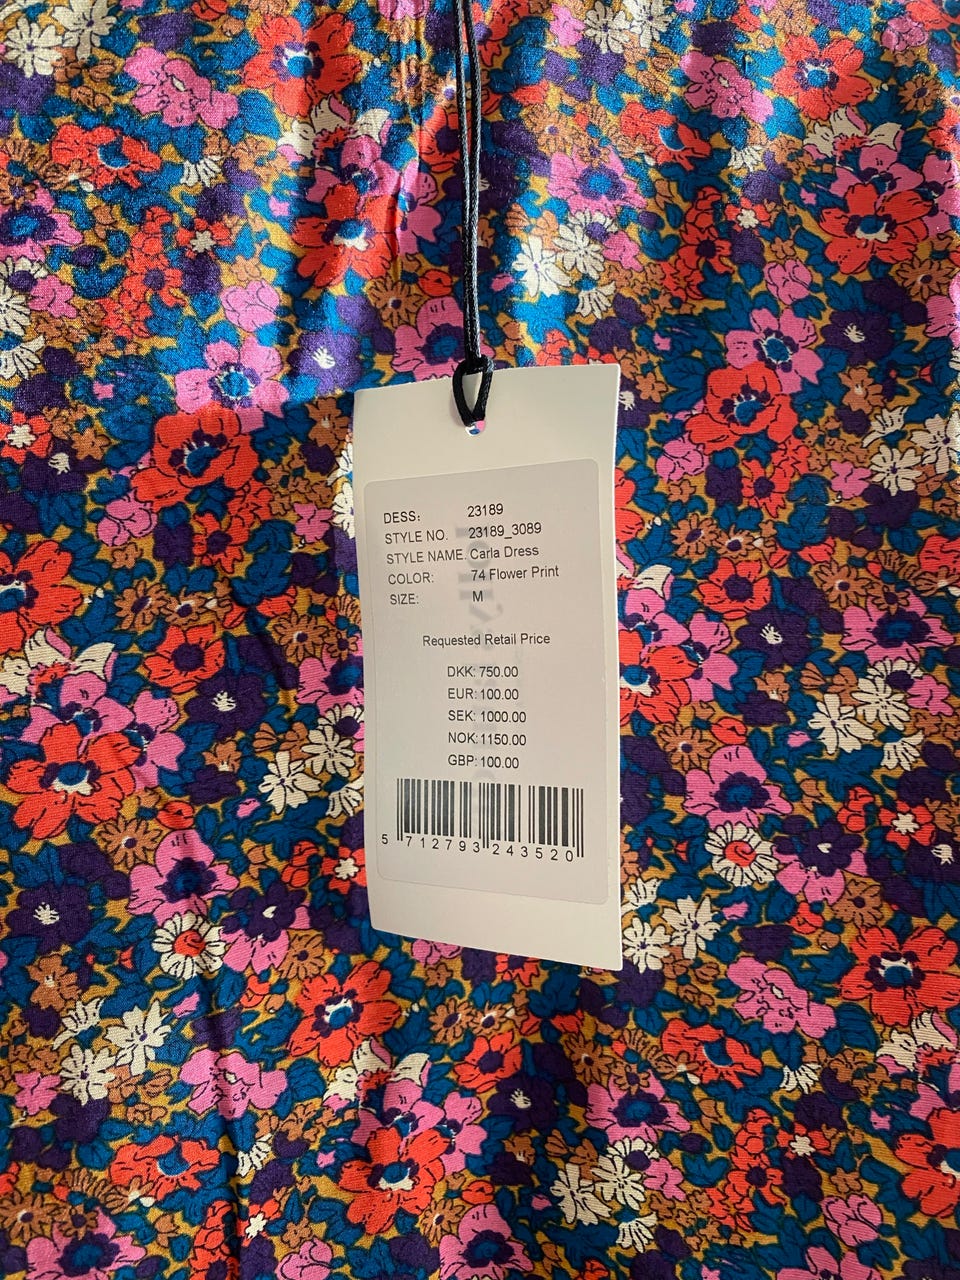 DESS: 23189
STYLE NO. 23189_3089
STYLE NAME. Carla Dress
COLOR: 74 Flower Print
SIZE: M
Requested Retail Price
DKK: 750.00
EUR: 100.00
SEK: 1000.00
NOK: 1150.00
GBP: 100.00
5 712793 243520